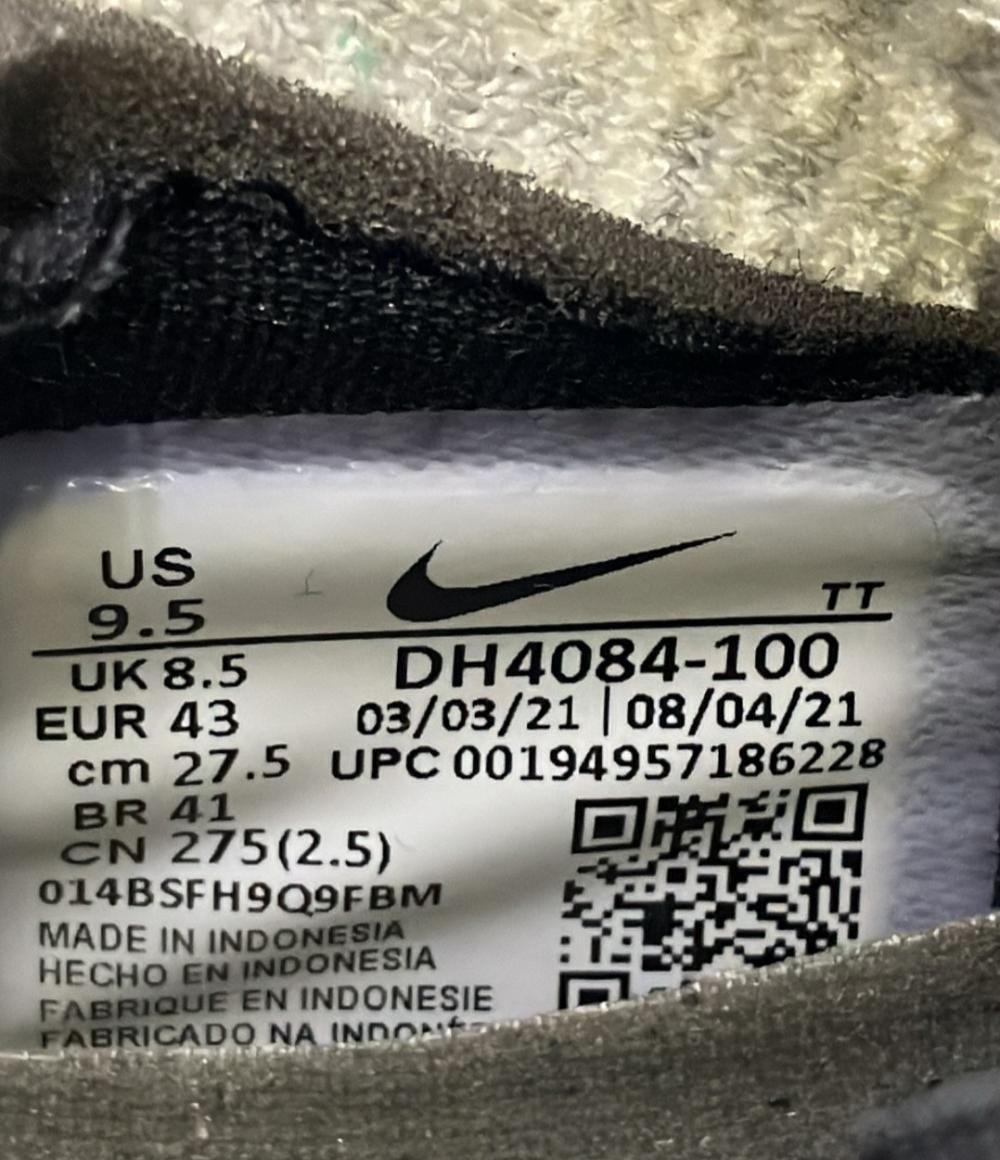 US
9.5
TT
UK 8.5
EUR 43
cm 27.5
BR 41
CN 275(2.5)
DH4084-100
03/03/21 | 08/04/21
UPC 00194957186228
014BSFH9Q9FBM
MADE IN INDONESIA
HECHO EN INDONESIA
FABRIQUE EN INDONESIE
FABRICADO NA